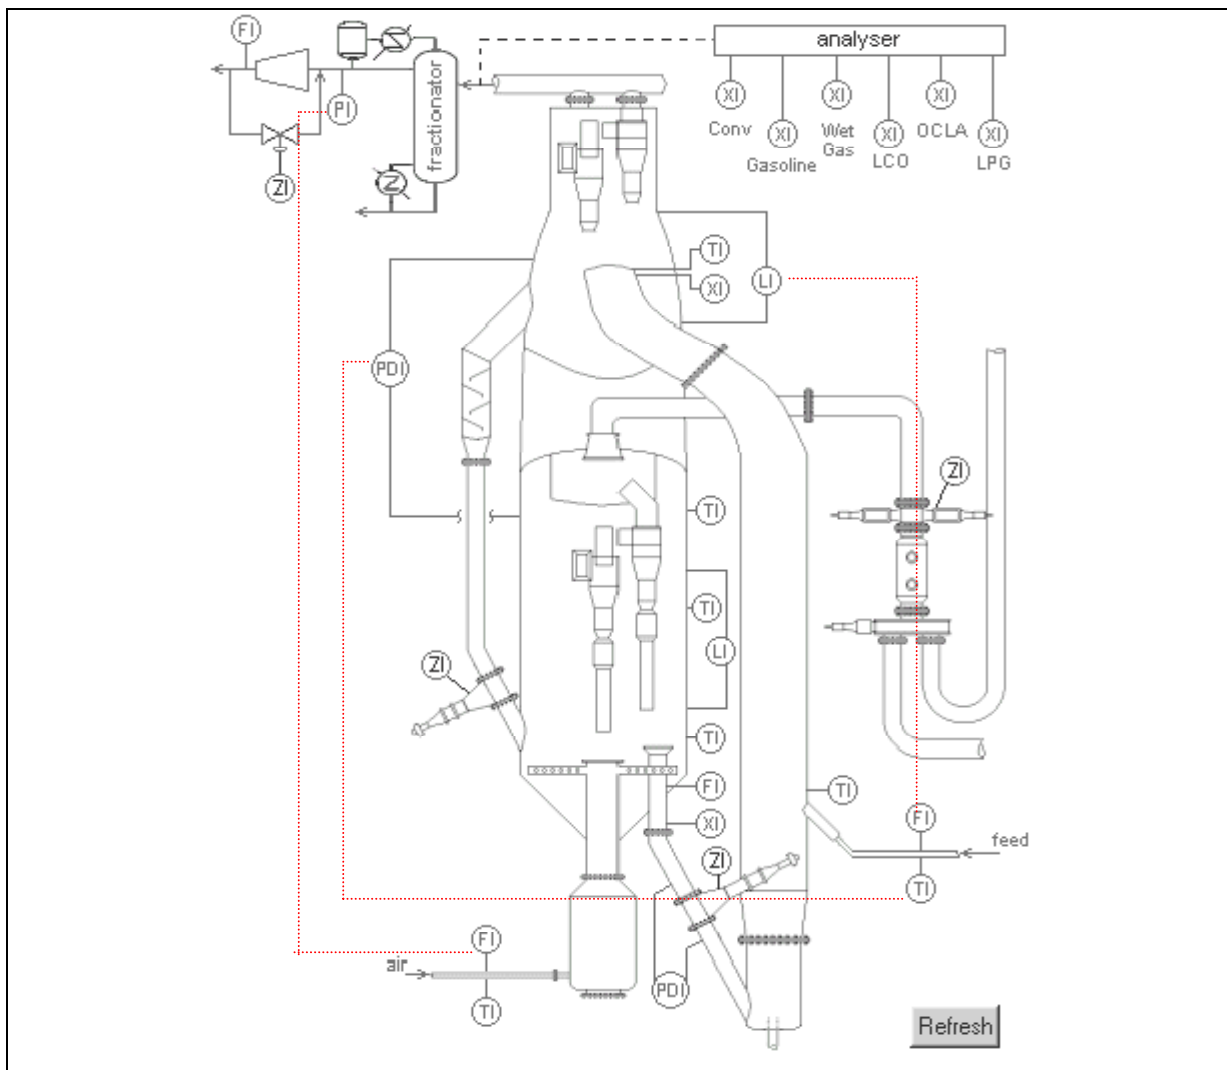 FI
analyser
PI
fractionator
XI
XI
XI
XI
XI
XI
Conv
Gasoline
Wet
Gas
LCO
OCLA
LPG
ZI
TI
LI
XI
PDI
ZI
TI
TI
LI
ZI
TI
FI
TI
XI
FI
feed
ZI
TI
FI
air
PDI
TI
Refresh